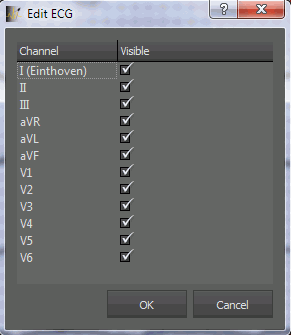 Edit ECG
Channel Visible
I (Einthoven)
II
III
aVR
aVL
aVF
V1
V2
V3
V4
V5
V6
OK Cancel